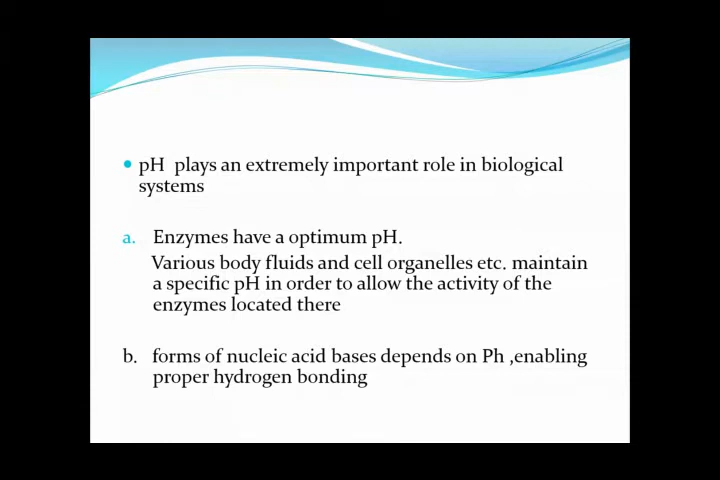 • pH  plays an extremely important role in biological
systems
a.  Enzymes have a optimum pH.
Various body fluids and cell organelles etc. maintain
a specific pH in order to allow the activity of the
enzymes located there
b.  forms of nucleic acid bases depends on Ph ,enabling
proper hydrogen bonding